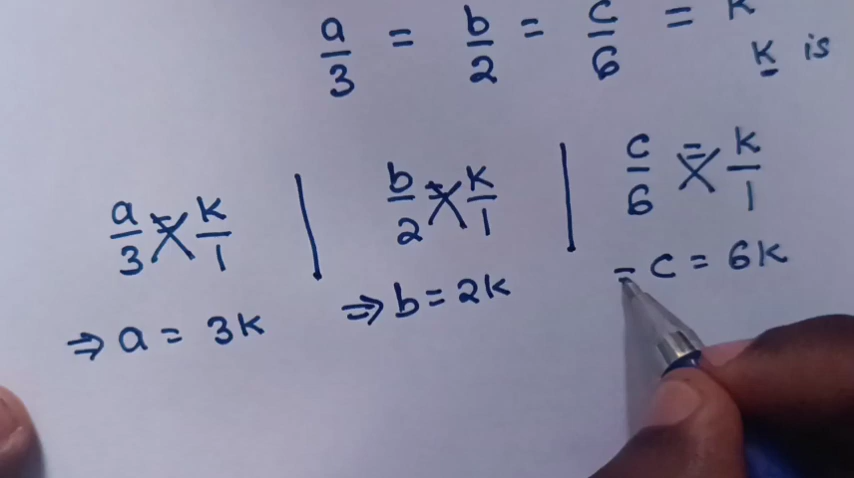 a/3 = b/2 = c/6 = k
k is
a/3 = k/1 | b/2 = k/1 | c/6 = k/1
⇒ a = 3k ⇒ b = 2k = c = 6k